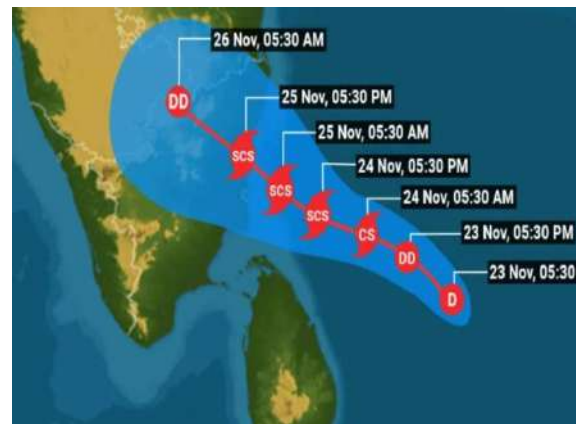 26 Nov, 05:30 AM
DD
25 Nov, 05:30 PM
SCS
25 Nov, 05:30 AM
SCS
24 Nov, 05:30 PM
SCS
24 Nov, 05:30 AM
CS
23 Nov, 05:30 PM
DD
23 Nov, 05:30
D